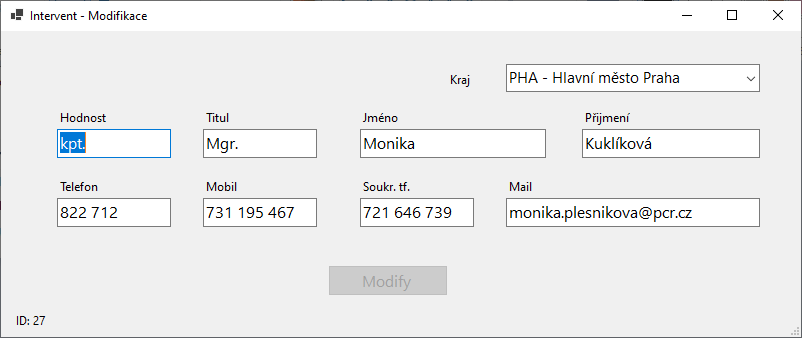 Intervent - Modifikace
Kraj PHA - Hlavní město Praha
Hodnost Titul Jméno Přijmení
kpt. Mgr. Monika Kuklíková
Telefon Mobil Soukr. tf. Mail
822 712 731 195 467 721 646 739 monika.plesnikova@pcr.cz
Modify
ID: 27